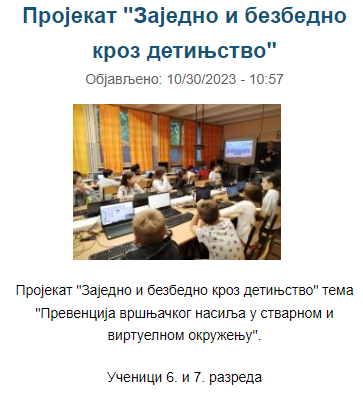 Пројекат "Заједно и безбедно
кроз детињство"
Објављено: 10/30/2023 - 10:57
Пројекат "Заједно и безбедно кроз детињство" тема
"Превенција вршњачког насиља у стварном и
виртуелном окружењу".
Ученици 6. и 7. разреда